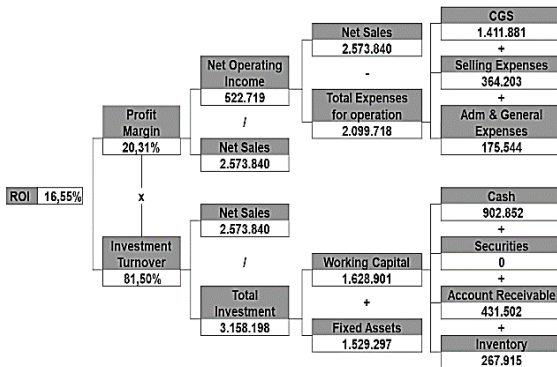 CGS
1.411.881
+
Net Sales
2.573.840
-
Selling Expenses
364.203
+
Net Operating
Income
522.719
/
Total Expenses
for operation
2.099.718
Adm & General
Expenses
175.544
Profit
Margin
20,31%
Net Sales
2.573.840
ROI 16,55%
x
Cash
902.852
+
Net Sales
2.573.840
/
Investment
Turnover
81,50%
Working Capital
1.628.901
+
Securities
0
+
Total
Investment
3.158.198
Account Receivable
431.502
+
Fixed Assets
1.529.297
Inventory
267.915